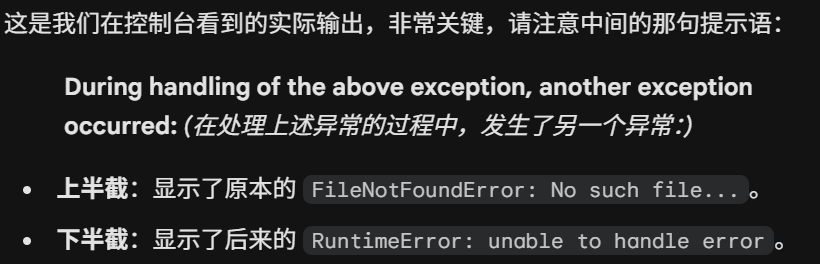 这是我们在控制台看到的实际输出，非常关键，请注意中间的那句提示语：
During handling of the above exception, another exception
occurred: (在处理上述异常的过程中，发生了另一个异常：)
• 上半截：显示了原本的 FileNotFoundError: No such file... 。
• 下半截：显示了后来的 RuntimeError: unable to handle error 。